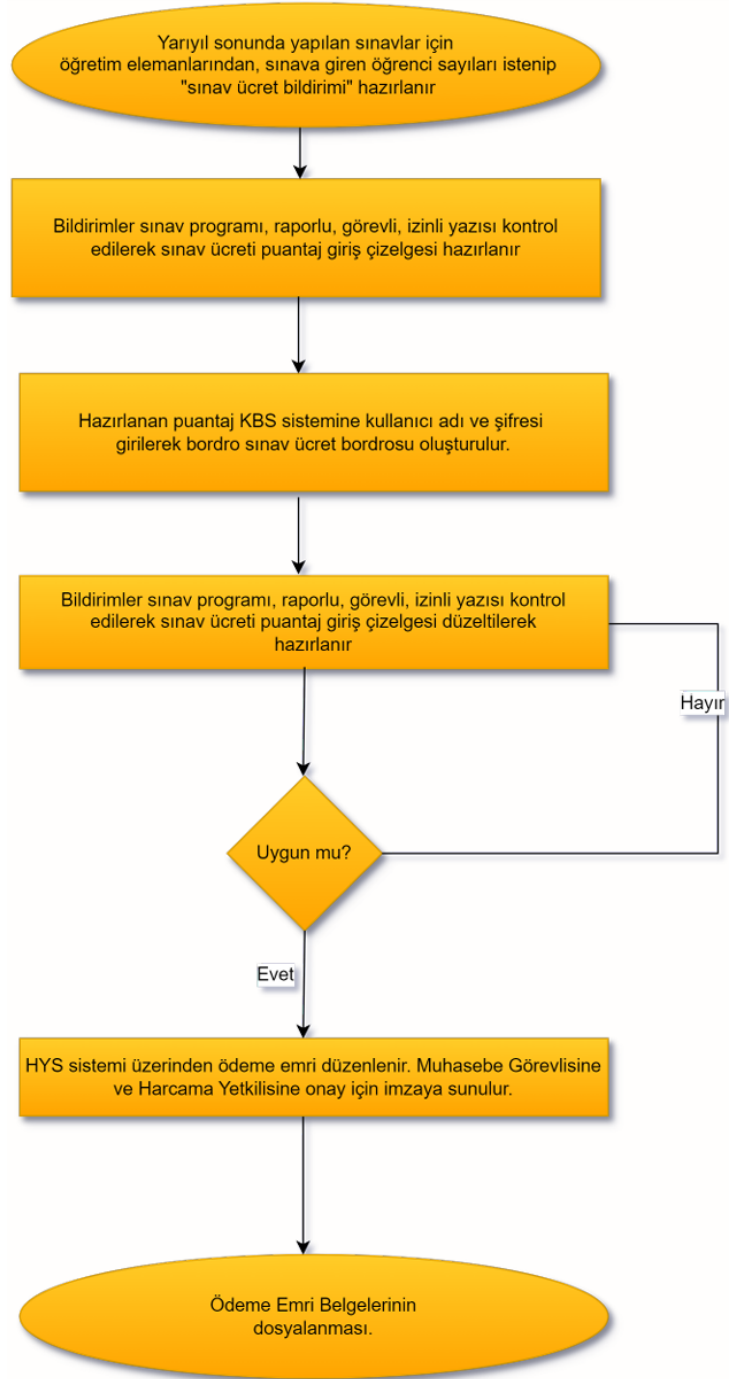 Yarıyıl sonunda yapılan sınavlar için
öğretim elemanlarından, sınava giren öğrenci sayıları istenip
"sınav ücret bildirimi" hazırlanır
Bildirimler sınav programı, raporlu, görevli, izinli yazısı kontrol
edilerek sınav ücreti puantaj giriş çizelgesi hazırlanır
Hazırlanan puantaj KBS sistemine kullanıcı adı ve şifresi
girilerek bordro sınav ücret bordrosu oluşturulur.
Bildirimler sınav programı, raporlu, görevli, izinli yazısı kontrol
edilerek sınav ücreti puantaj giriş çizelgesi düzeltilerek
hazırlanır
Hayır
Uygun mu?
Evet
HYS sistemi üzerinden ödeme emri düzenlenir. Muhasebe Görevlisine
ve Harcama Yetkilisine onay için imzaya sunulur.
Ödeme Emri Belgelerinin
dosyalanması.